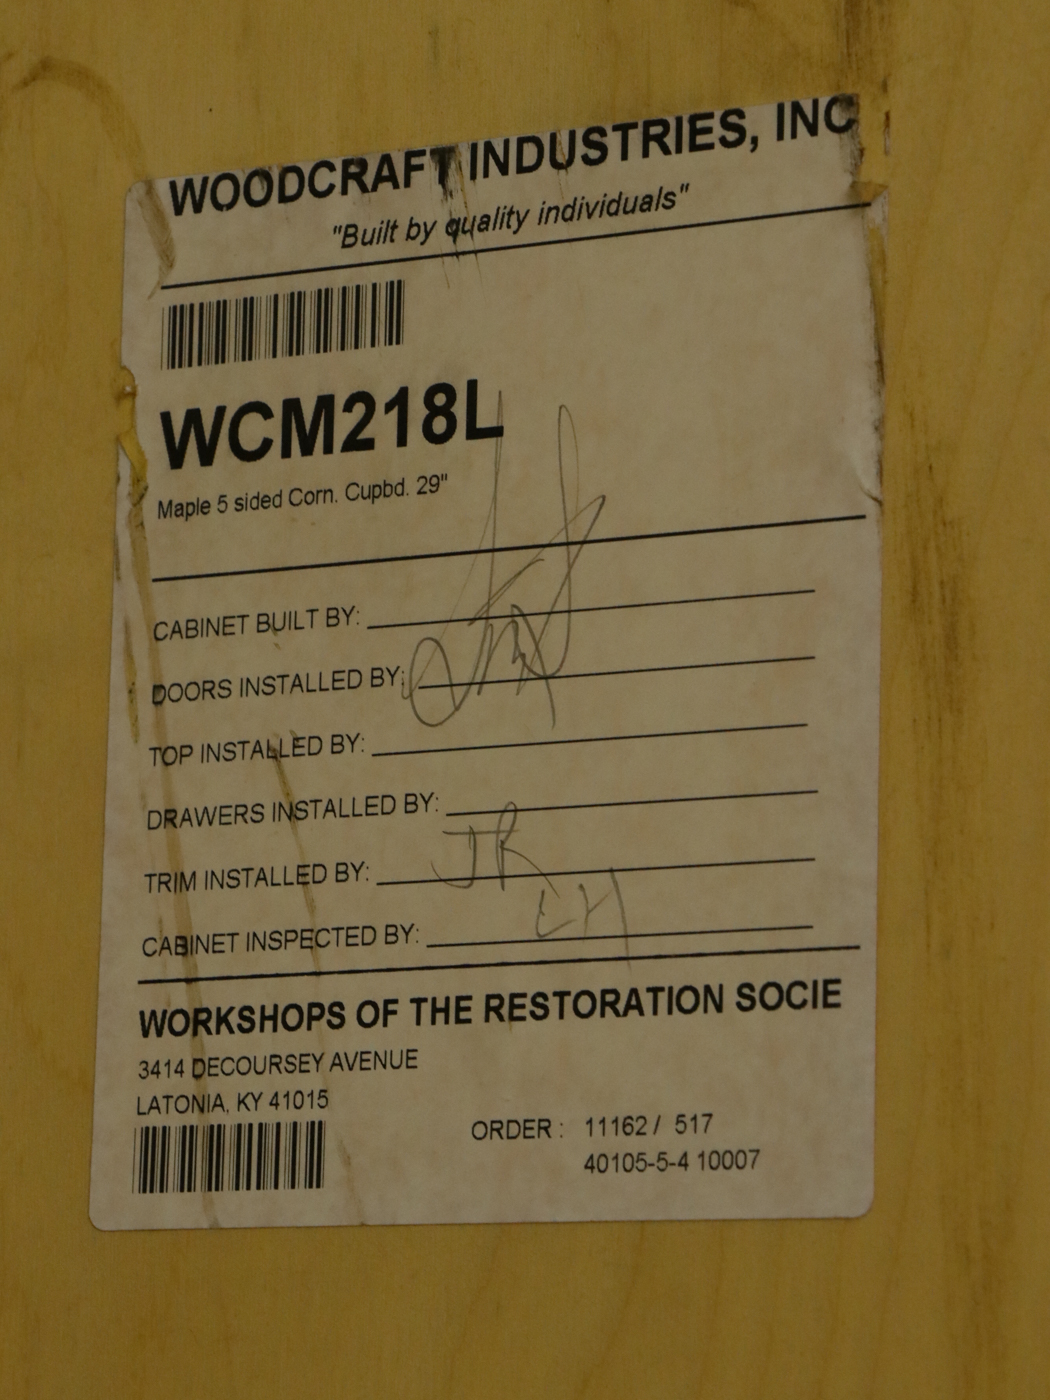 WOODCRAFT INDUSTRIES, INC
"Built by quality individuals"
WCM218L
Maple 5 sided Corn. Cupbd. 29"
CABINET BUILT BY:
DOORS INSTALLED BY:
TOP INSTALLED BY:
DRAWERS INSTALLED BY:
TRIM INSTALLED BY: JR
CABINET INSPECTED BY: EH
WORKSHOPS OF THE RESTORATION SOCIE
3414 DECOURSEY AVENUE
LATONIA, KY 41015
ORDER : 11162 / 517
40105-5-4 10007